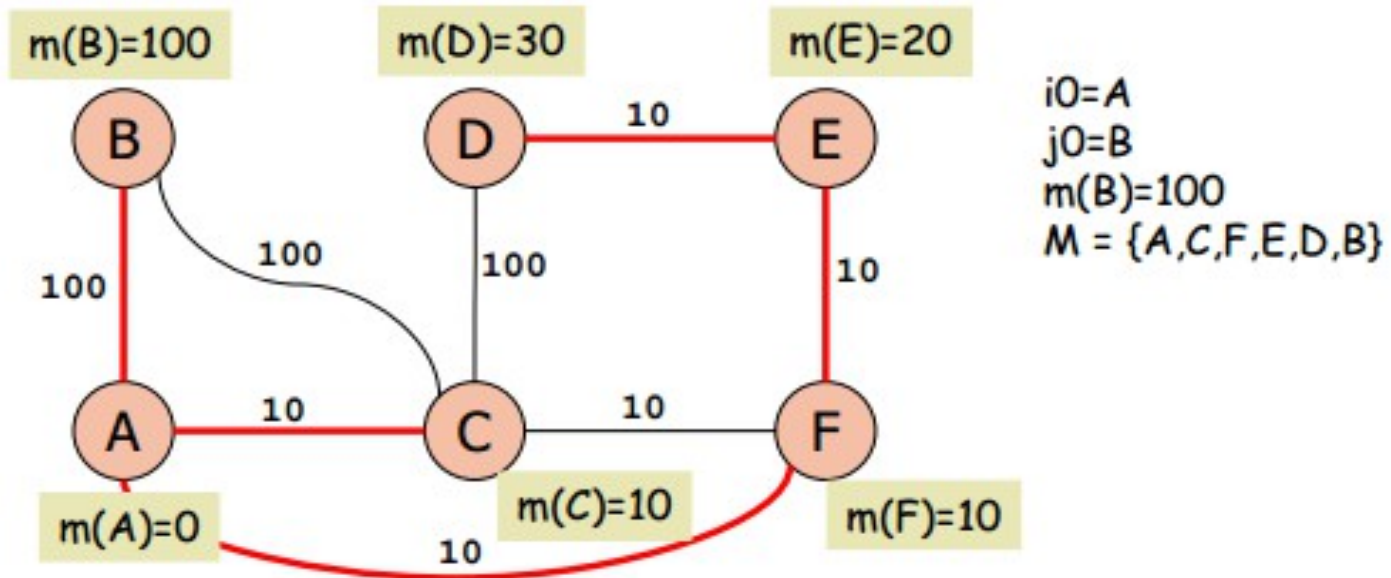 m(B)=100
m(D)=30
m(E)=20
i0=A
j0=B
m(B)=100
M = {A,C,F,E,D,B}
B
D
E
10
100
100
100
10
A
C
F
10
10
m(A)=0
m(C)=10
m(F)=10
10